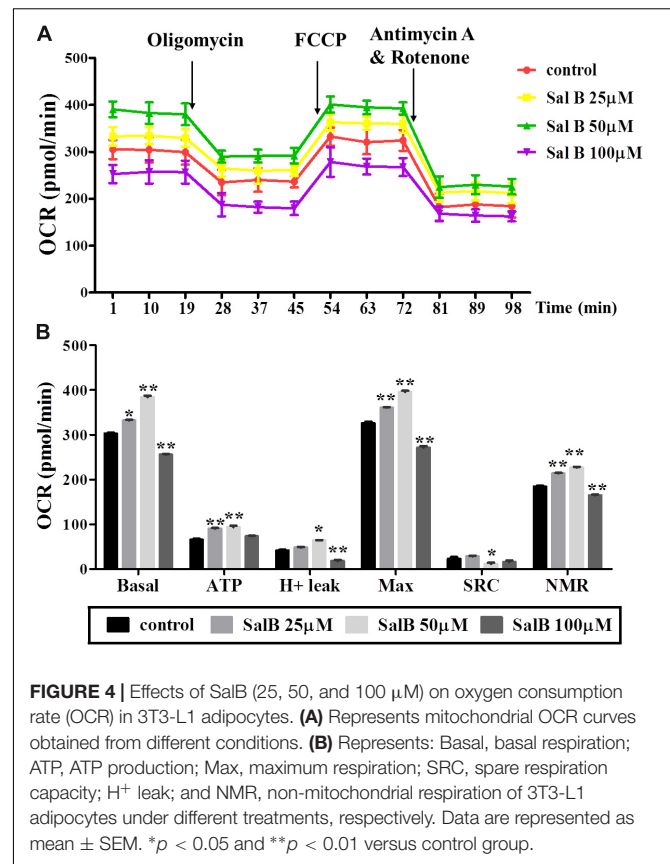 A
Oligomycin
FCCP
Antimycin A
& Rotenone
OCR (pmol/min)
500
400
300
200
100
0
control
Sal B 25μM
Sal B 50μM
Sal B 100μM
1 10 19 28 37 45 54 63 72 81 89 98 Time (min)
B
OCR (pmol/min)
500
400
300
200
100
0
* ** ** ** ** * ** ** ** ** * ** ** **
Basal ATP H+ leak Max SRC NMR
control SalB 25μM SalB 50μM SalB 100μM
FIGURE 4 | Effects of SalB (25, 50, and 100 μM) on oxygen consumption
rate (OCR) in 3T3-L1 adipocytes. (A) Represents mitochondrial OCR curves
obtained from different conditions. (B) Represents: Basal, basal respiration;
ATP, ATP production; Max, maximum respiration; SRC, spare respiration
capacity; H⁺ leak; and NMR, non-mitochondrial respiration of 3T3-L1
adipocytes under different treatments, respectively. Data are represented as
mean ± SEM. *p < 0.05 and **p < 0.01 versus control group.